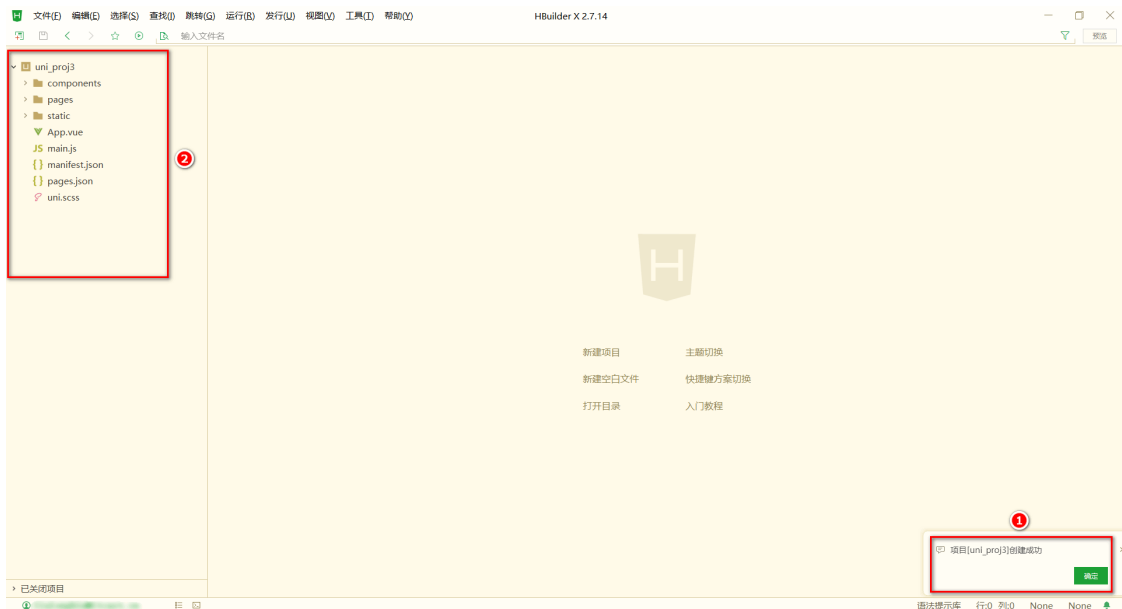 文件(F) 编辑(E) 选择(S) 查找(I) 跳转(G) 运行(R) 发行(U) 视图(V) 工具(T) 帮助(Y) HBuilder X 2.7.14
输入文件名 预览
uni_proj3
components
pages
static
App.vue
JS main.js
{ } manifest.json
{ } pages.json
uni.scss
2
H
新建项目 主题切换
新建空白文件 快捷键方案切换
打开目录 入门教程
1
项目[uni_proj3]创建成功
确定
已关闭项目
语法提示库 行:0 列:0 None None